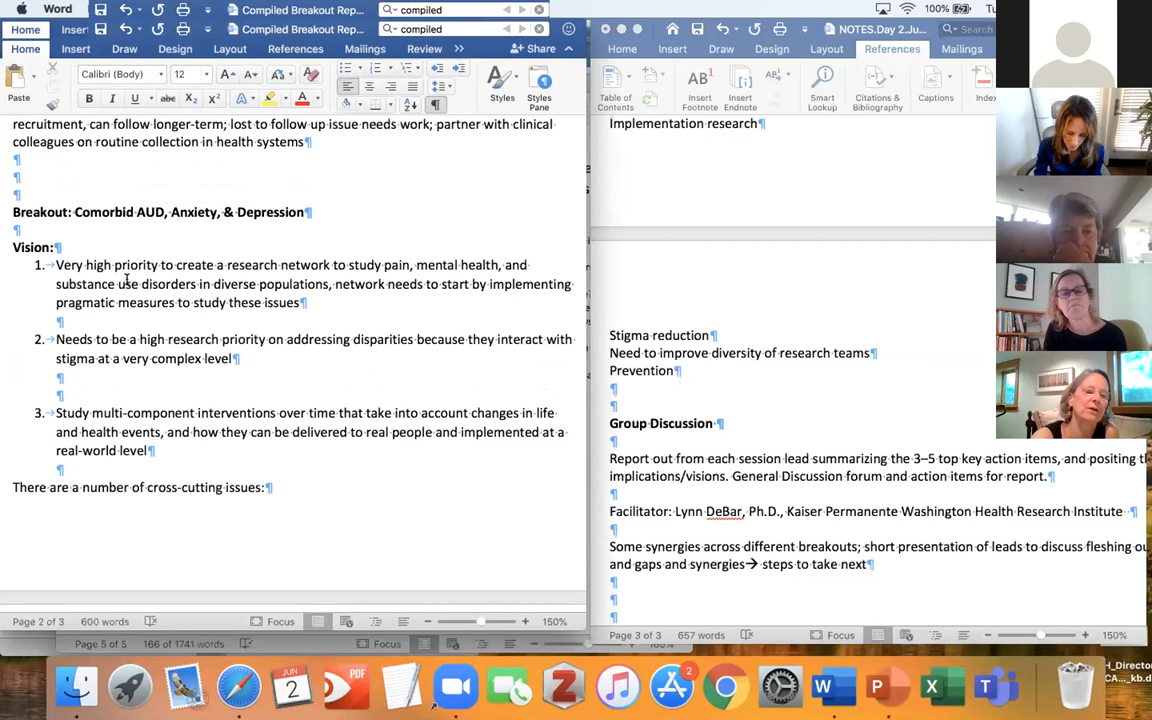 Word
Compiled Breakout Rep...
compiled
100%
Tu
Home
Inser
Compiled Breakout Rep...
compiled
NOTES.Day 2.Ju...
Search
Home
Insert
Draw
Design
Layout
References
Mailings
Review
Share
Home
Insert
Draw
Design
Layout
References
Mailings
Paste
Calibri (Body)
12
Styles
Styles Pane
Table of Contents
Insert Footnote
Insert Endnote
Smart Lookup
Citations & Bibliography
Captions
Index
recruitment, can follow longer-term; lost to follow up issue needs work; partner with clinical
colleagues on routine collection in health systems¶
¶
¶
¶
Breakout: Comorbid AUD, Anxiety, & Depression¶
¶
Vision:¶
1. Very high priority to create a research network to study pain, mental health, and
substance use disorders in diverse populations, network needs to start by implementing
pragmatic measures to study these issues¶
¶
2. Needs to be a high research priority on addressing disparities because they interact with
stigma at a very complex level¶
¶
¶
3. Study multi-component interventions over time that take into account changes in life
and health events, and how they can be delivered to real people and implemented at a
real-world level¶
¶
There are a number of cross-cutting issues:¶
Page 2 of 3
600 words
Focus
150%
Page 5 of 5
166 of 1741 words
Focus
Implementation research¶
Stigma reduction¶
Need to improve diversity of research teams¶
Prevention¶
¶
¶
Group Discussion ¶
¶
Report out from each session lead summarizing the 3–5 top key action items, and positing t
implications/visions. General Discussion forum and action items for report.¶
¶
Facilitator: Lynn DeBar, Ph.D., Kaiser Permanente Washington Health Research Institute ¶
¶
Some synergies across different breakouts; short presentation of leads to discuss fleshing ou
and gaps and synergies→ steps to take next¶
¶
¶
¶
Page 3 of 3
657 words
Focus
150%
JUN
2
PDF
2
H_Directo